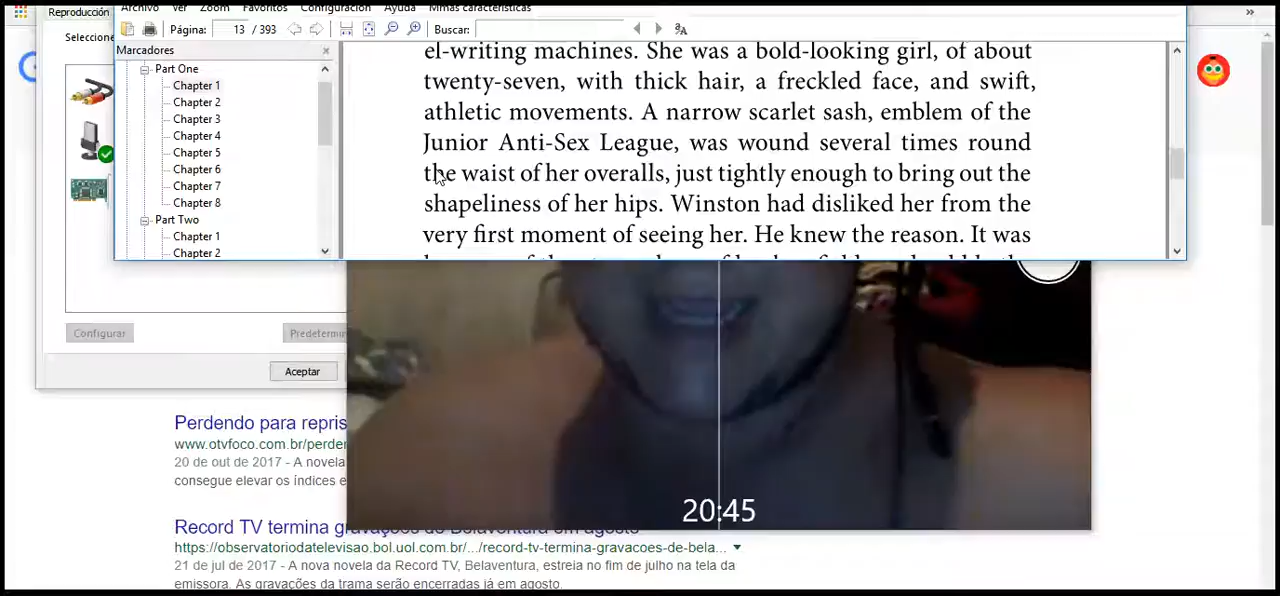 Reproducción
Archivo Ver Zoom Favoritos Configuración Ayuda Mimas características
Seleccione
Página: 13 / 393 Buscar:
Marcadores
Part One
Chapter 1
Chapter 2
Chapter 3
Chapter 4
Chapter 5
Chapter 6
Chapter 7
Chapter 8
Part Two
Chapter 1
Chapter 2
el-writing machines. She was a bold-looking girl, of about
twenty-seven, with thick hair, a freckled face, and swift,
athletic movements. A narrow scarlet sash, emblem of the
Junior Anti-Sex League, was wound several times round
the waist of her overalls, just tightly enough to bring out the
shapeliness of her hips. Winston had disliked her from the
very first moment of seeing her. He knew the reason. It was
Configurar
Predetermin
Aceptar
Perdendo para repris
www.otvfoco.com.br/perder
20 de out de 2017 - A novela
consegue elevar os índices e
20:45
Record TV termina gravações de Belaventura em agosto
https://observatoriodatelevisao.bol.uol.com.br/.../record-tv-termina-gravacoes-de-bela...
21 de jul de 2017 - A nova novela da Record TV, Belaventura, estreia no fim de julho na tela da
emissora. As gravações da trama serão encerradas já em agosto.